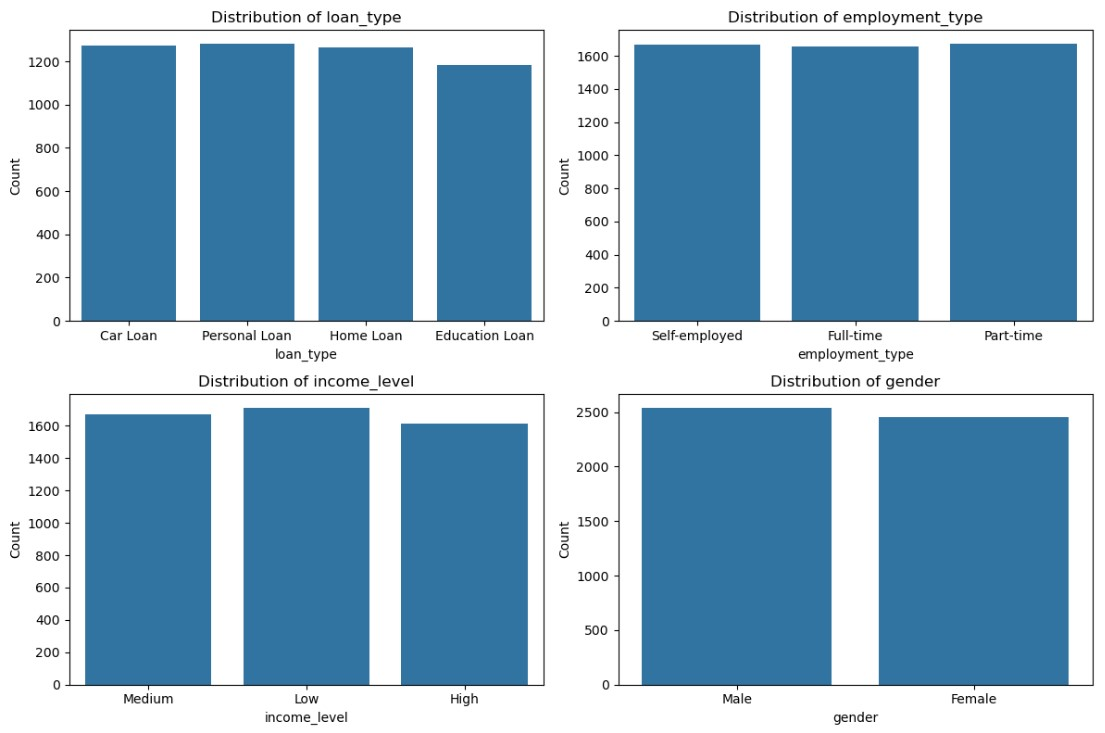 Distribution of loan_type
1200
1000
800
600
400
200
0
Count
Car Loan Personal Loan Home Loan Education Loan
loan_type
Distribution of employment_type
1600
1400
1200
1000
800
600
400
200
0
Count
Self-employed Full-time Part-time
employment_type
Distribution of income_level
1600
1400
1200
1000
800
600
400
200
0
Count
Medium Low High
income_level
Distribution of gender
2500
2000
1500
1000
500
0
Count
Male Female
gender